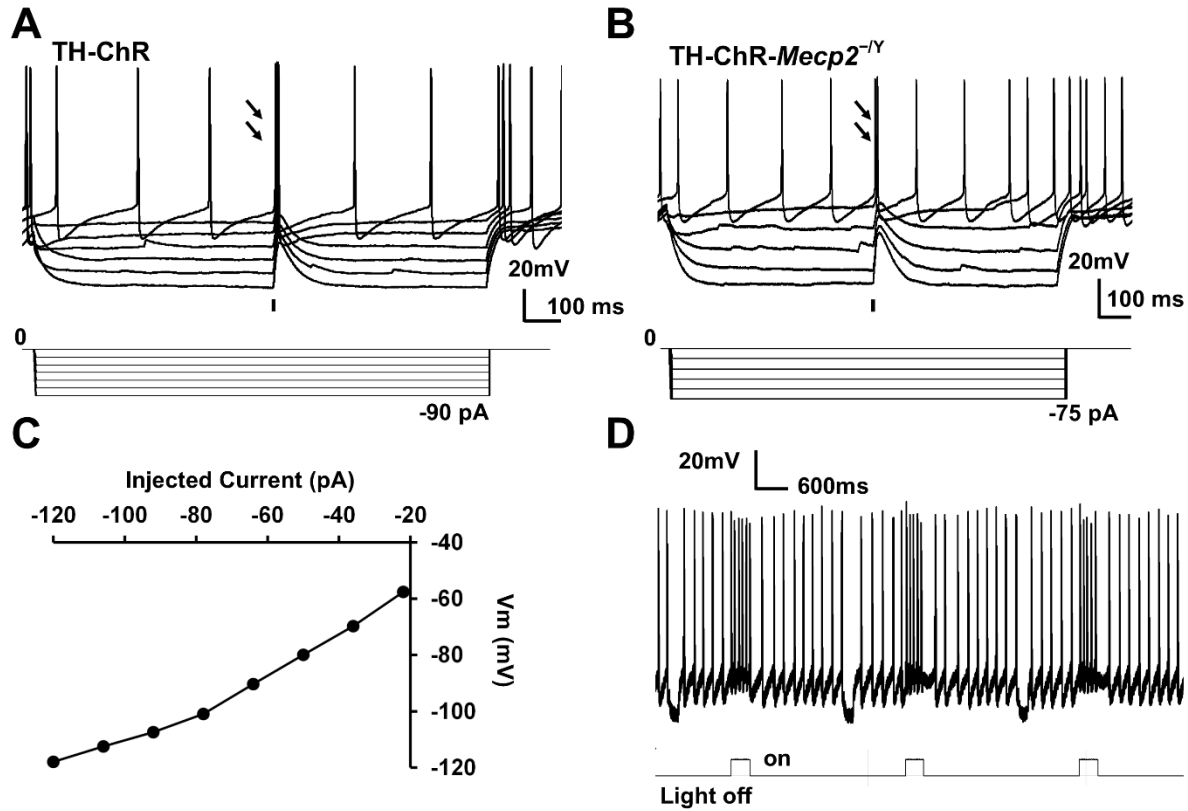 A
TH-ChR
20mV
100 ms
0
-90 pA
B
TH-ChR-Mecp2–/Y
20mV
100 ms
0
-75 pA
C
Injected Current (pA)
-120 -100 -80 -60 -40 -20
-40
-60
-80
-100
-120
Vm (mV)
D
20mV
600ms
on
Light off